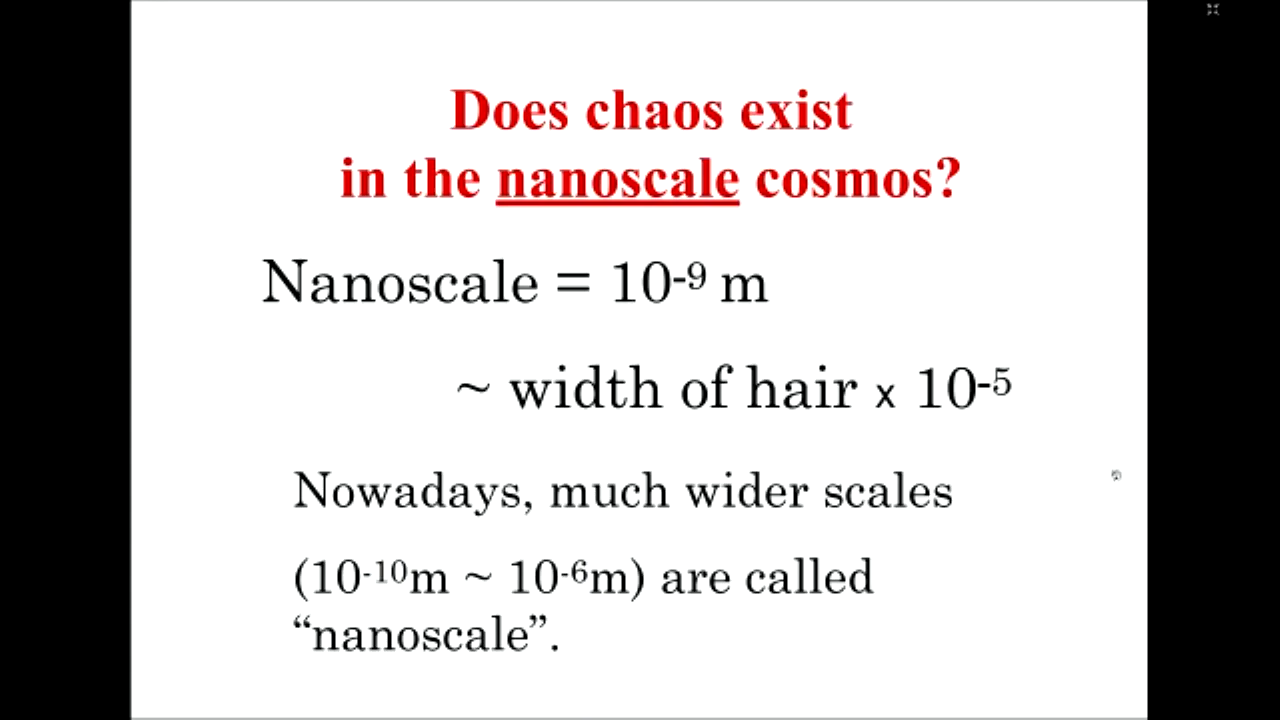 Does chaos exist
in the nanoscale cosmos?
Nanoscale = 10⁻⁹ m
~ width of hair x 10⁻⁵
Nowadays, much wider scales
(10⁻¹⁰m ~ 10⁻⁶m) are called
“nanoscale”.